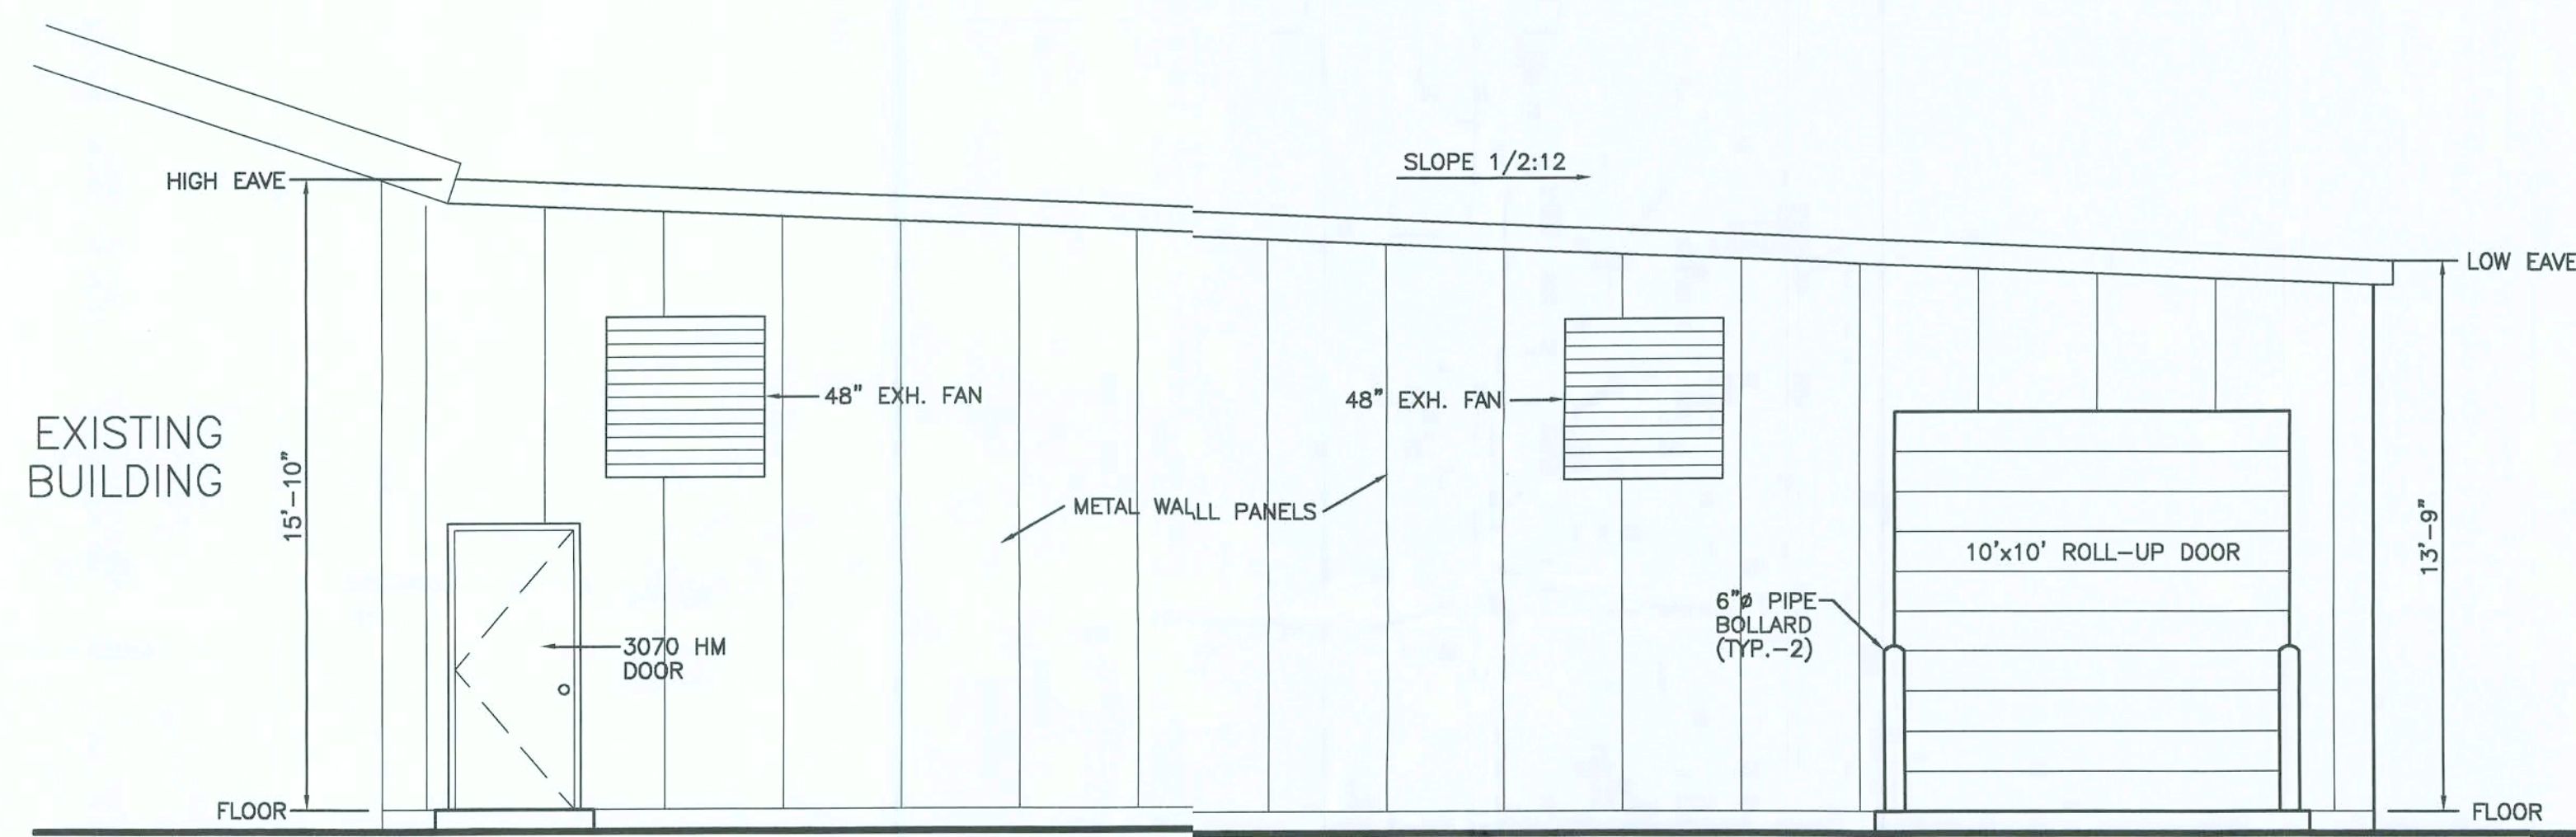 SLOPE 1/2:12
HIGH EAVE
LOW EAVE
48" EXH. FAN
48" EXH. FAN
EXISTING
BUILDING
15'-10"
METAL WALLL PANELS
13'-9"
10'x10' ROLL-UP DOOR
6"ø PIPE
BOLLARD
(TYP.-2)
3070 HM
DOOR
FLOOR
FLOOR